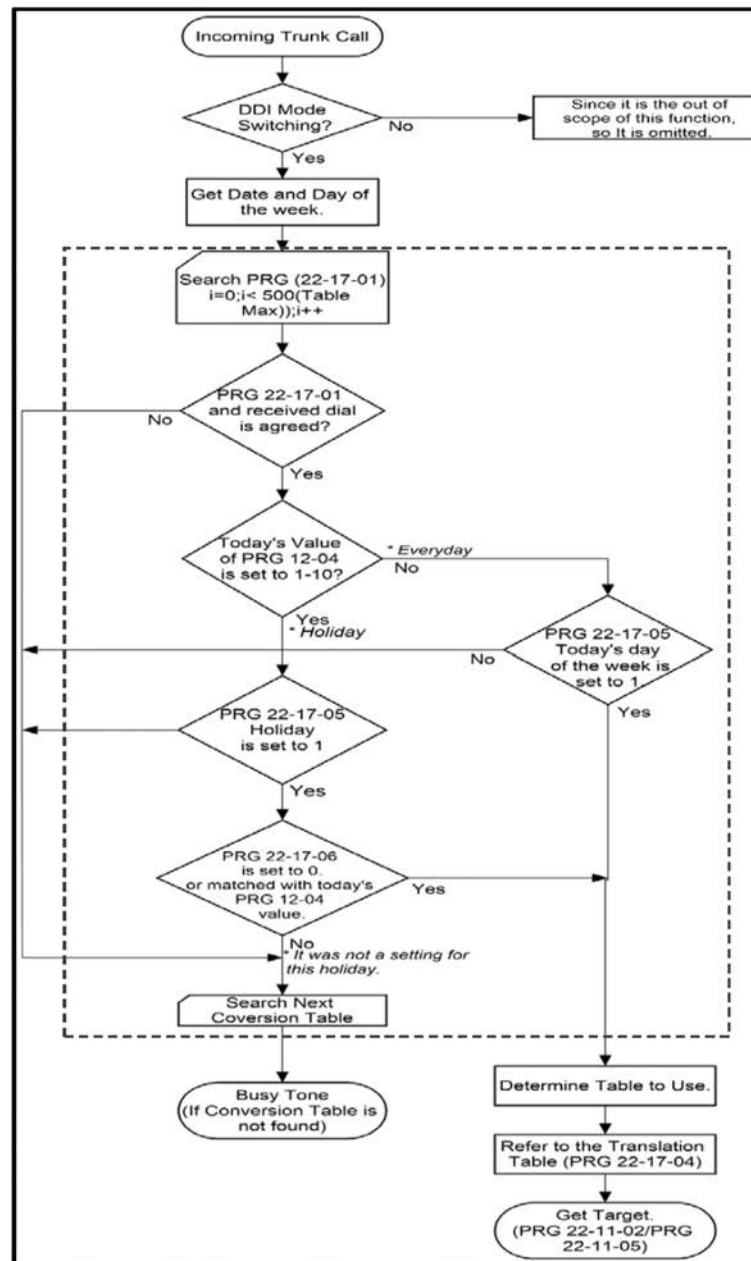 Incoming Trunk Call
DDI Mode
Switching?
No
Since it is the out of
scope of this function,
so It is omitted.
Yes
Get Date and Day of
the week.
Search PRG (22-17-01)
i=0;i< 500(Table
Max));i++
PRG 22-17-01
and received dial
is agreed?
No
Yes
Today's Value
of PRG 12-04
is set to 1-10?
* Everyday
No
Yes
* Holiday
PRG 22-17-05
Today's day
of the week is
set to 1.
No
Yes
PRG 22-17-05
Holiday
is set to 1
Yes
PRG 22-17-06
is set to 0.
or matched with today's
PRG 12-04
value.
Yes
No
* It was not a setting for
this holiday.
Search Next
Coversion Table
Busy Tone
(If Conversion Table is
not found)
Determine Table to Use.
Refer to the Translation
Table (PRG 22-17-04)
Get Target.
(PRG 22-11-02/PRG
22-11-05)